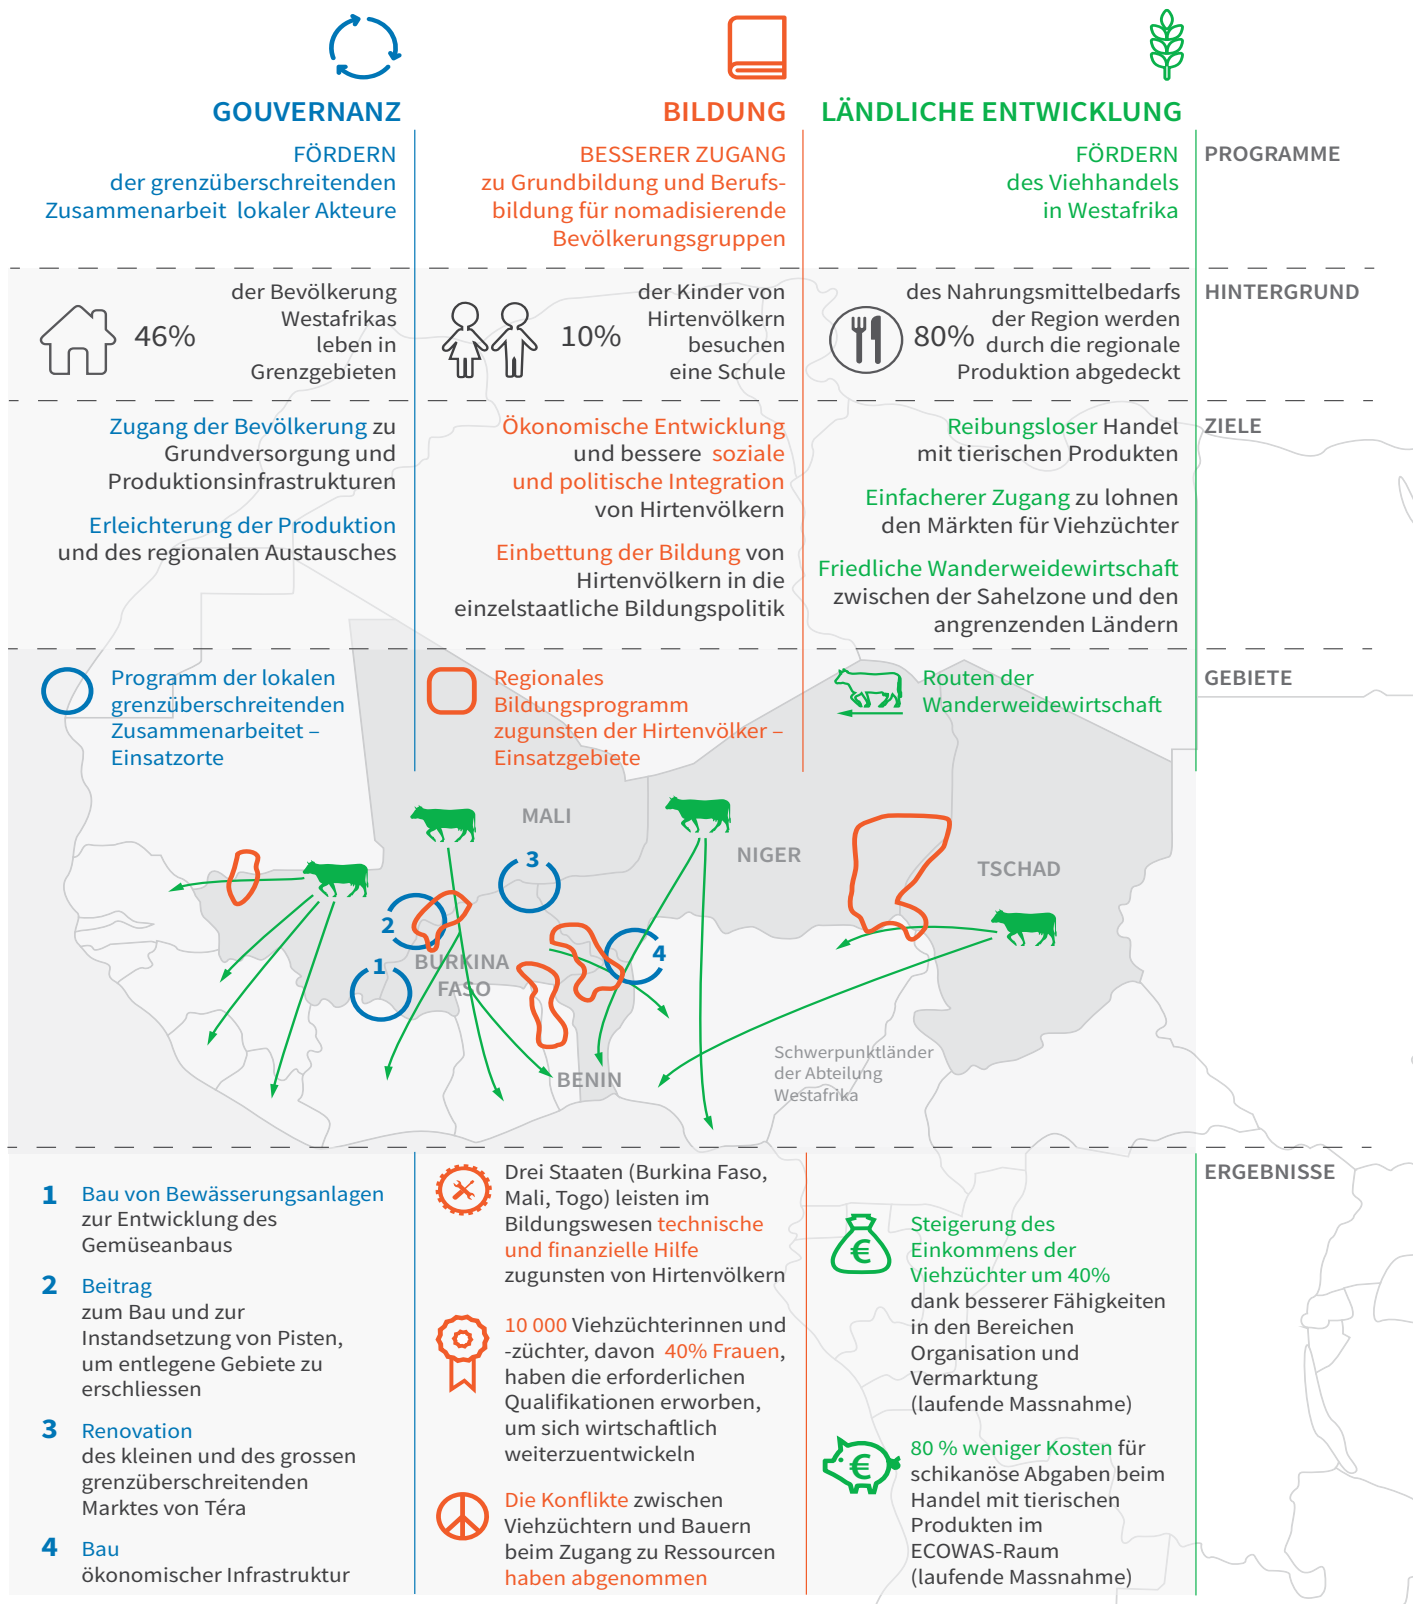 GOUVERNANZ
BILDUNG
LÄNDLICHE ENTWICKLUNG
FÖRDERN
der grenzüberschreitenden
Zusammenarbeit lokaler Akteure
BESSERER ZUGANG
zu Grundbildung und Berufs-
bildung für nomadisierende
Bevölkerungsgruppen
FÖRDERN
des Viehhandels
in Westafrika
PROGRAMME
46%
der Bevölkerung
Westafrikas
leben in
Grenzgebieten
10%
der Kinder von
Hirtenvölkern
besuchen
eine Schule
80%
des Nahrungsmittelbedarfs
der Region werden
durch die regionale
Produktion abgedeckt
HINTERGRUND
Zugang der Bevölkerung zu
Grundversorgung und
Produktionsinfrastrukturen
Erleichterung der Produktion
und des regionalen Austausches
Ökonomische Entwicklung
und bessere soziale
und politische Integration
von Hirtenvölkern
Einbettung der Bildung von
Hirtenvölkern in die
einzelstaatliche Bildungspolitik
Reibungsloser Handel
mit tierischen Produkten
Einfacherer Zugang zu lohnen
den Märkten für Viehzüchter
Friedliche Wanderweidewirtschaft
zwischen der Sahelzone und den
angrenzenden Ländern
ZIELE
Programm der lokalen
grenzüberschreitenden
Zusammenarbeitet –
Einsatzorte
Regionales
Bildungsprogramm
zugunsten der Hirtenvölker –
Einsatzgebiete
Routen der
Wanderweidewirtschaft
GEBIETE
MALI
NIGER
TSCHAD
3
2
4
1
BURKINA
FASO
BENIN
Schwerpunktländer
der Abteilung
Westafrika
1 Bau von Bewässerungsanlagen
zur Entwicklung des
Gemüseanbaus
2 Beitrag
zum Bau und zur
Instandsetzung von Pisten,
um entlegene Gebiete zu
erschliessen
3 Renovation
des kleinen und des grossen
grenzüberschreitenden
Marktes von Téra
4 Bau
ökonomischer Infrastruktur
Drei Staaten (Burkina Faso,
Mali, Togo) leisten im
Bildungswesen technische
und finanzielle Hilfe
zugunsten von Hirtenvölkern
10 000 Viehzüchterinnen und
-züchter, davon 40% Frauen,
haben die erforderlichen
Qualifikationen erworben,
um sich wirtschaftlich
weiterzuentwickeln
Die Konflikte zwischen
Viehzüchtern und Bauern
beim Zugang zu Ressourcen
haben abgenommen
€
Steigerung des
Einkommens der
Viehzüchter um 40%
dank besserer Fähigkeiten
in den Bereichen
Organisation und
Vermarktung
(laufende Massnahme)
€
80 % weniger Kosten für
schikanöse Abgaben beim
Handel mit tierischen
Produkten im
ECOWAS-Raum
(laufende Massnahme)
ERGEBNISSE